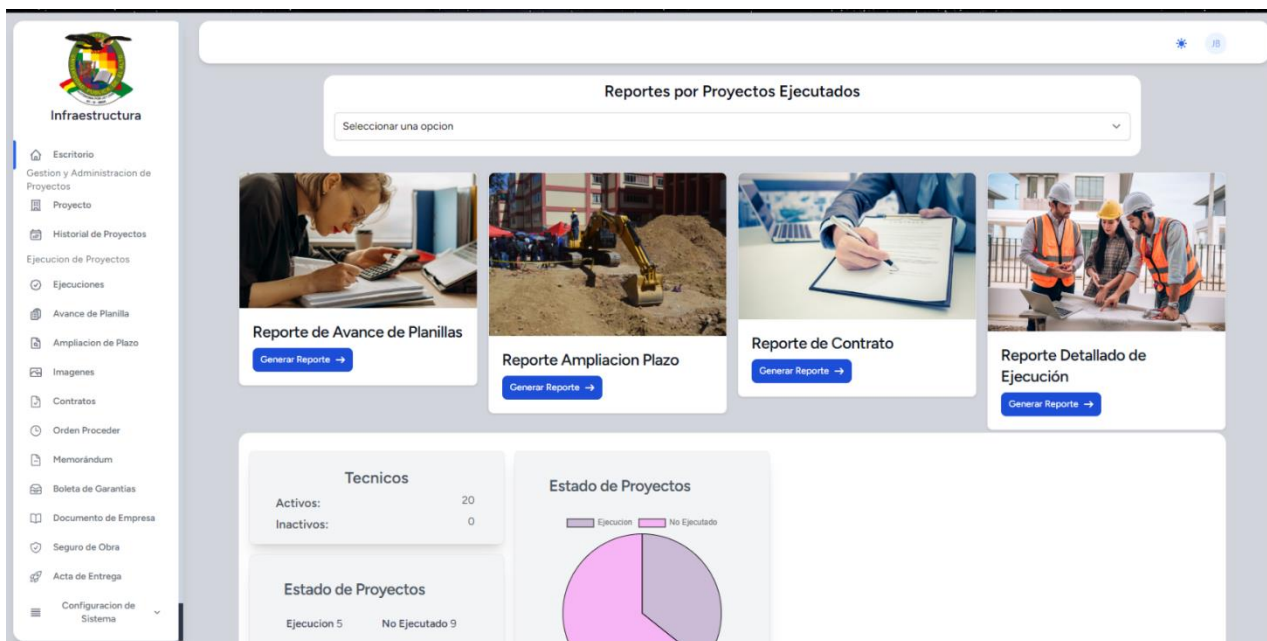 Infraestructura
Escritorio
Gestion y Administracion de
Proyectos
Proyecto
Historial de Proyectos
Ejecucion de Proyectos
Ejecuciones
Avance de Planilla
Ampliacion de Plazo
Imagenes
Contratos
Orden Proceder
Memorándum
Boleta de Garantias
Documento de Empresa
Seguro de Obra
Acta de Entrega
Configuracion de
Sistema
JB
Reportes por Proyectos Ejecutados
Seleccionar una opcion
Reporte de Avance de Planillas
Generar Reporte →
Reporte Ampliacion Plazo
Generar Reporte →
Reporte de Contrato
Generar Reporte →
Reporte Detallado de
Ejecución
Generar Reporte →
Tecnicos
Activos: 20
Inactivos: 0
Estado de Proyectos
Ejecucion 5 No Ejecutado 9
Estado de Proyectos
Ejecucion No Ejecutado